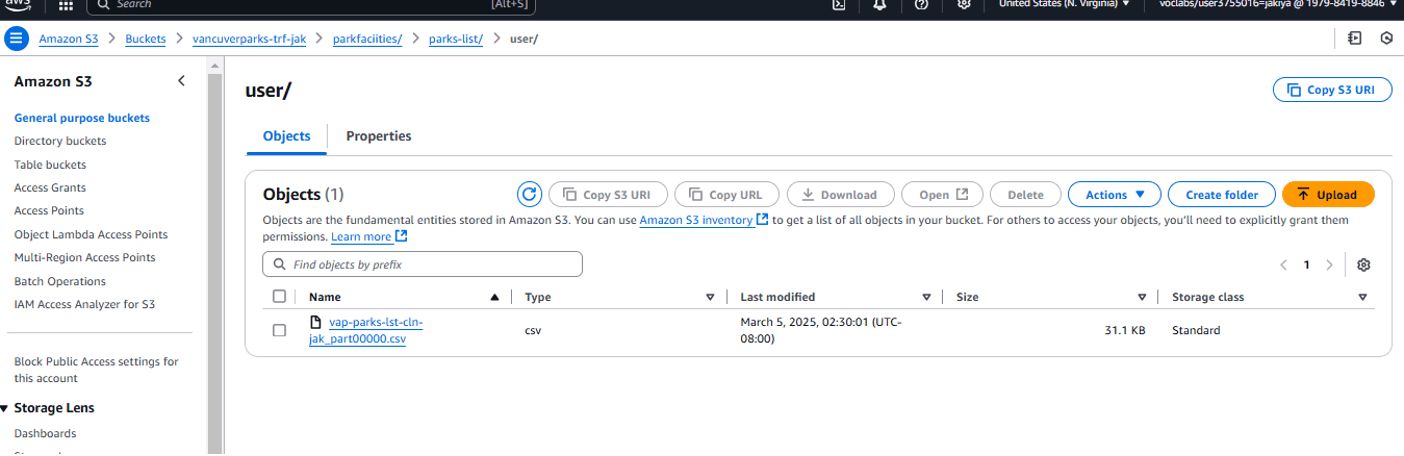 aws
Search
[Alt+S]
United States (N. Virginia)
voclabs/user3755016=jakiya @ 1979-8419-8846
Amazon S3 > Buckets > vancuverparks-trf-jak > parkfaciities/ > parks-list/ > user/
Amazon S3
General purpose buckets
Directory buckets
Table buckets
Access Grants
Access Points
Object Lambda Access Points
Multi-Region Access Points
Batch Operations
IAM Access Analyzer for S3
Block Public Access settings for
this account
Storage Lens
Dashboards
user/
Copy S3 URI
Objects
Properties
Objects (1)
Copy S3 URI
Copy URL
Download
Open
Delete
Actions
Create folder
Upload
Objects are the fundamental entities stored in Amazon S3. You can use Amazon S3 inventory to get a list of all objects in your bucket. For others to access your objects, you'll need to explicitly grant them
permissions. Learn more
Find objects by prefix
1
Name
Type
Last modified
Size
Storage class
vap-parks-lst-cln-
jak_part00000.csv
csv
March 5, 2025, 02:30:01 (UTC-
08:00)
31.1 KB
Standard